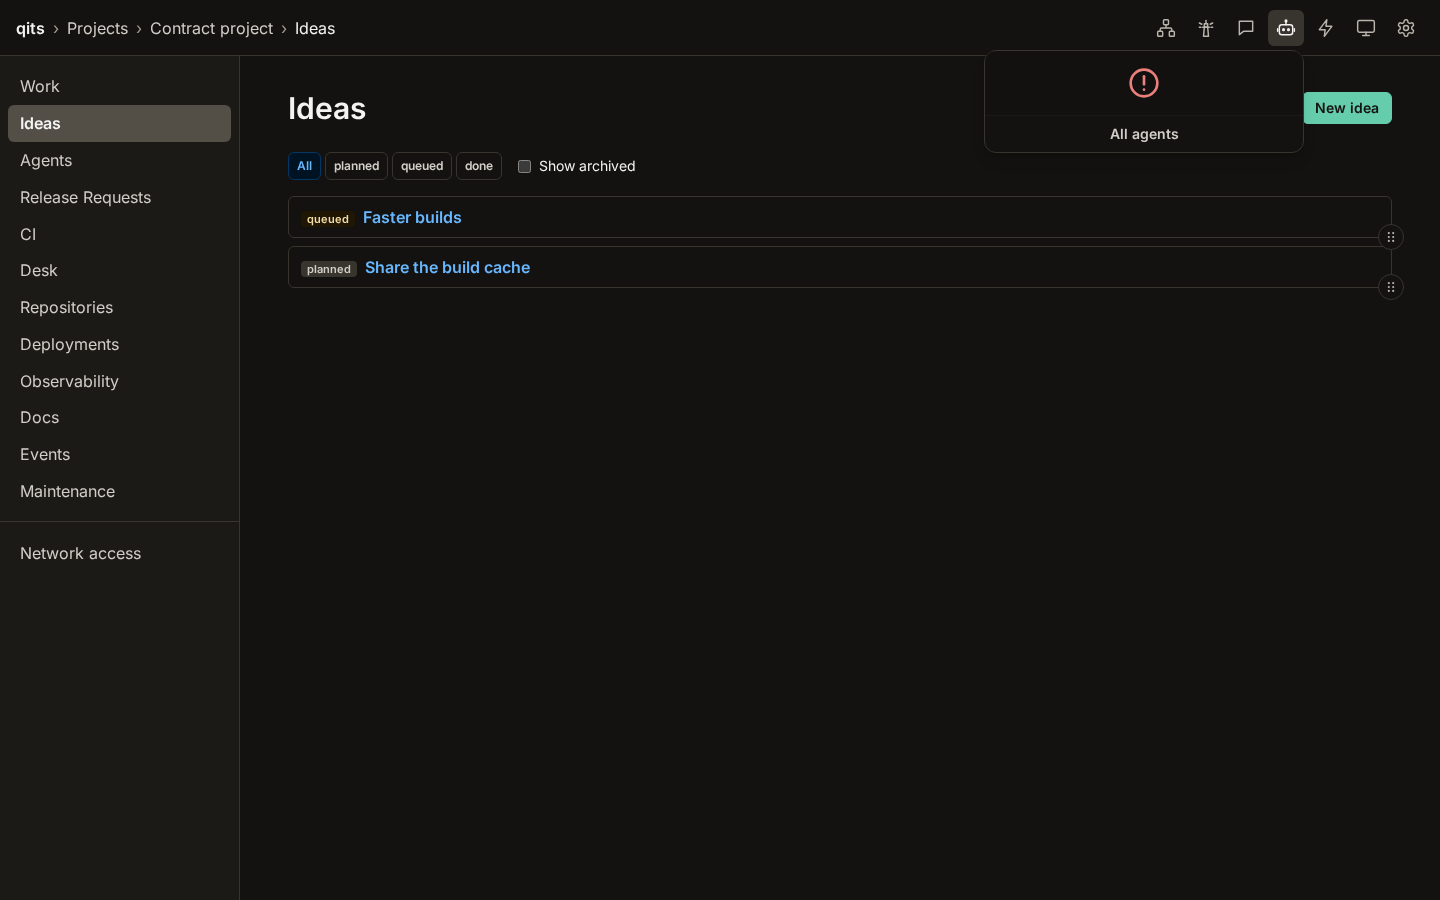 qits › Projects › Contract project › Ideas
Work
Ideas
Agents
Release Requests
CI
Desk
Repositories
Deployments
Observability
Docs
Events
Maintenance
Network access
Ideas
New idea
All agents
All planned queued done Show archived
queued Faster builds
planned Share the build cache